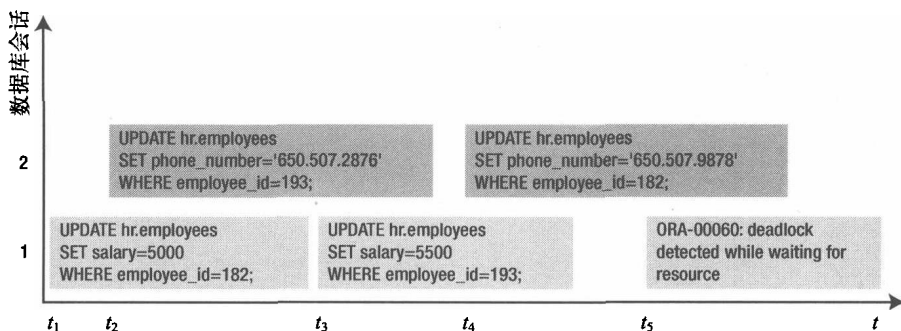 数据库会话
2
UPDATE hr.employees
SET phone_number='650.507.2876'
WHERE employee_id=193;
UPDATE hr.employees
SET phone_number='650.507.9878'
WHERE employee_id=182;
1
UPDATE hr.employees
SET salary=5000
WHERE employee_id=182;
UPDATE hr.employees
SET salary=5500
WHERE employee_id=193;
ORA-00060: deadlock
detected while waiting for
resource
t1 t2 t3 t4 t5 t